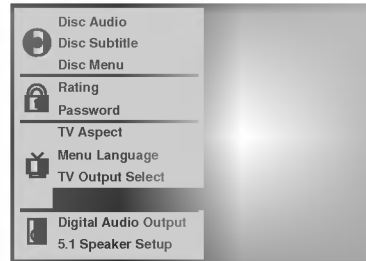 Disc Audio
Disc Subtitle
Disc Menu
Rating
Password
TV Aspect
Menu Language
TV Output Select
Digital Audio Output
5.1 Speaker Setup